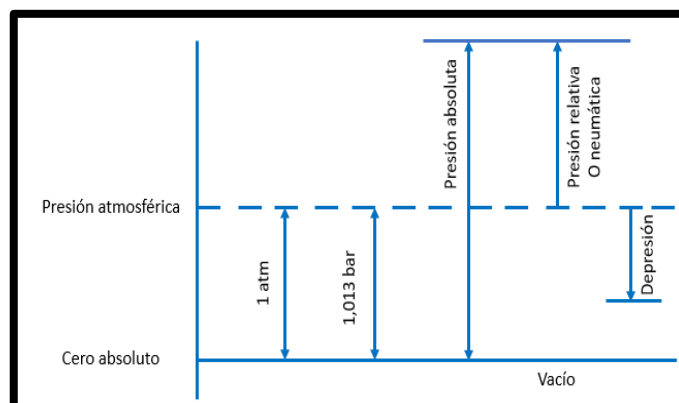 Presión absoluta
Presión relativa
O neumática
Presión atmosférica
1 atm
1,013 bar
Depresión
Cero absoluto
Vacío